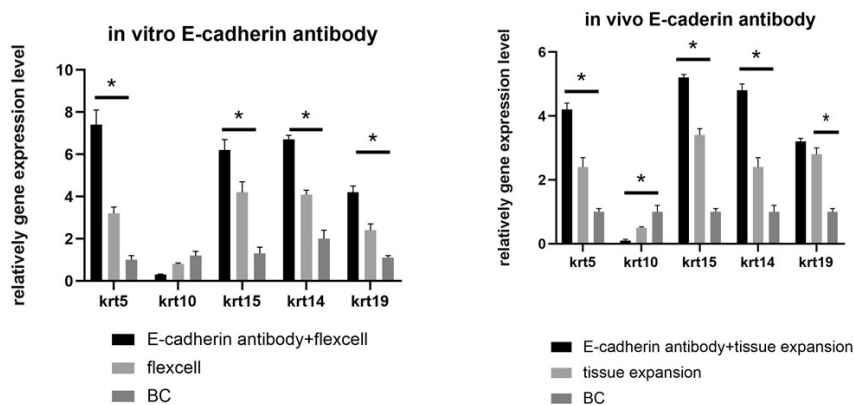 in vitro E-cadherin antibody
relatively gene expression level
10
8
6
4
2
0
* * * *
krt5 krt10 krt15 krt14 krt19
E-cadherin antibody+flexcell
flexcell
BC
in vivo E-caderin antibody
relatively gene expression level
6
4
2
0
* * * * *
krt5 krt10 krt15 krt14 krt19
E-cadherin antibody+tissue expansion
tissue expansion
BC